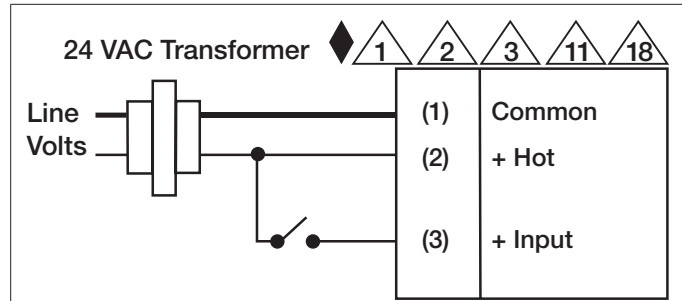 24 VAC Transformer 1 2 3 11 18
Line
Volts
(1) Common
(2) + Hot
(3) + Input